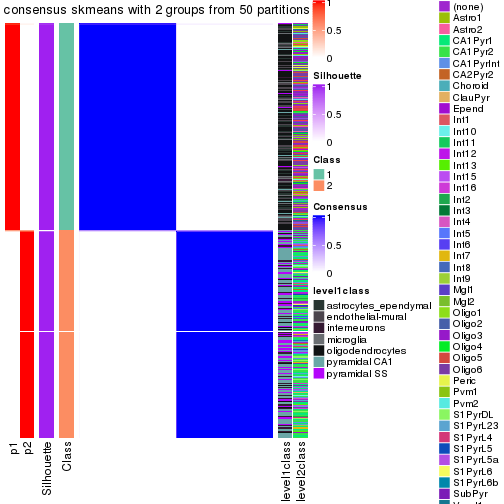 consensus skmeans with 2 groups from 50 partitions
1
0.5
0
Silhouette
1
0.5
0
Class
1
2
Consensus
1
0.5
0
level1class
astrocytes_ependymal
endothelial-mural
interneurons
microglia
oligodendrocytes
pyramidal CA1
pyramidal SS
(none)
Astro1
Astro2
CA1Pyr1
CA1Pyr2
CA1PyrInt
CA2Pyr2
Choroid
ClauPyr
Epend
Int1
Int10
Int11
Int12
Int13
Int14
Int15
Int16
Int2
Int3
Int4
Int5
Int6
Int7
Int8
Int9
Mgl1
Mgl2
Oligo1
Oligo2
Oligo3
Oligo4
Oligo5
Oligo6
Peric
Pvm1
Pvm2
S1PyrDL
S1PyrL23
S1PyrL4
S1PyrL5
S1PyrL5a
S1PyrL6
S1PyrL6b
SubPyr
p1
p2
Silhouette
Class
level1class
level2class